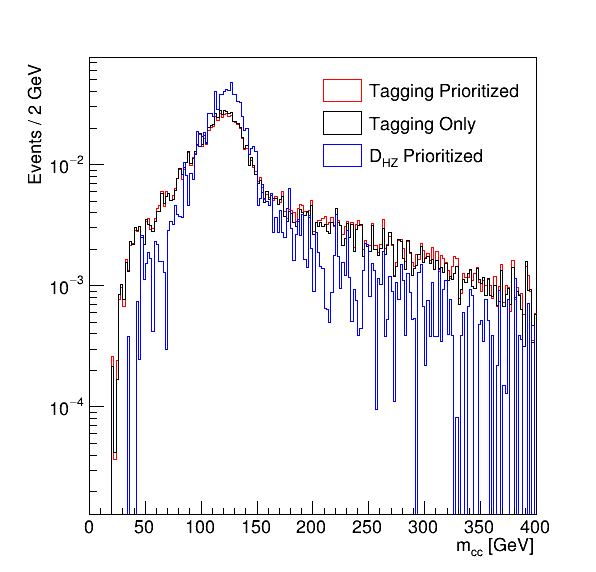 Events / 2 GeV
Tagging Prioritized
Tagging Only
D_HZ Prioritized
10⁻²
10⁻³
10⁻⁴
0 50 100 150 200 250 300 350 400
m_cc [GeV]